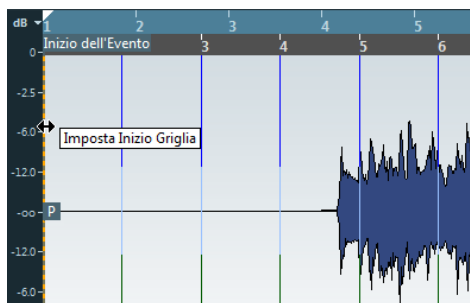 dB 1 2 3 4 5
Inizio dell'Evento 3 4 5 6
0-
-2.5-
-6.0-
Imposta Inizio Griglia
-12.0-
-oo- P
-12.0-
-6.0-